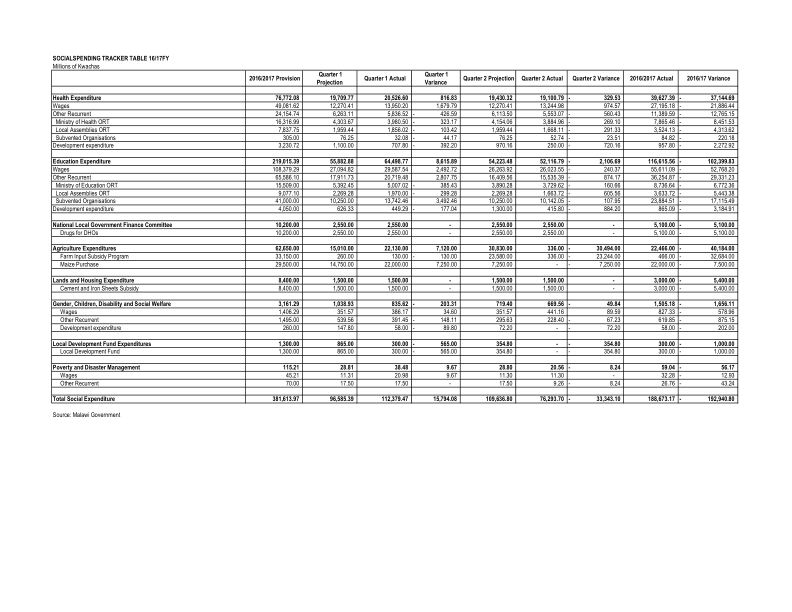 SOCIALSPENDING TRACKER TABLE 16/17FY
Millions of Kwachas
2016/2017 Provision Quarter 1 Projection Quarter 1 Actual Quarter 1 Variance Quarter 2 Projection Quarter 2 Actual Quarter 2 Variance 2016/2017 Actual 2016/17 Variance
Health Expenditure 76,772.08 19,709.77 20,526.60 816.83 19,430.32 19,100.79 - 329.53 39,627.39 - 37,144.69
Wages 49,081.62 12,270.41 13,950.20 1,679.79 12,270.41 13,244.98 974.57 27,195.18 - 21,886.44
Other Recurrent 24,154.74 6,263.11 5,836.52 - 426.59 6,113.50 5,553.07 - 560.43 11,389.59 - 12,765.15
Ministry of Health ORT 16,316.99 4,303.67 3,980.50 - 323.17 4,154.06 3,884.96 - 269.10 7,865.46 - 8,451.53
Local Assemblies ORT 7,837.75 1,959.44 1,856.02 - 103.42 1,959.44 1,668.11 - 291.33 3,524.13 - 4,313.62
Subvented Organisations 305.00 76.25 32.08 - 44.17 76.25 52.74 - 23.51 84.82 - 220.18
Development expenditure 3,230.72 1,100.00 707.80 - 392.20 970.16 250.00 - 720.16 957.80 - 2,272.92
Education Expenditure 219,015.39 55,882.88 64,498.77 8,615.89 54,223.48 52,116.79 - 2,106.69 116,615.56 - 102,399.83
Wages 108,379.29 27,094.82 29,587.54 2,492.72 26,263.92 26,023.55 - 240.37 55,611.09 - 52,768.20
Other Recurrent 65,586.10 17,911.73 20,719.48 2,807.75 16,409.56 15,535.39 - 874.17 36,254.87 - 29,331.23
Ministry of Education ORT 15,509.00 5,392.45 5,007.02 - 385.43 3,890.28 3,729.62 - 160.66 8,736.64 - 6,772.36
Local Assemblies ORT 9,077.10 2,269.28 1,970.00 - 299.28 2,269.28 1,663.72 - 605.56 3,633.72 - 5,443.38
Subvented Organisations 41,000.00 10,250.00 13,742.46 3,492.46 10,250.00 10,142.05 - 107.95 23,884.51 - 17,115.49
Development expenditure 4,050.00 626.33 449.29 - 177.04 1,300.00 415.80 - 884.20 865.09 - 3,184.91
National Local Government Finance Committee 10,200.00 2,550.00 2,550.00 - 2,550.00 2,550.00 - 5,100.00 - 5,100.00
Drugs for DHOs 10,200.00 2,550.00 2,550.00 - 2,550.00 2,550.00 - 5,100.00 - 5,100.00
Agriculture Expenditures 62,650.00 15,010.00 22,130.00 7,120.00 30,830.00 336.00 - 30,494.00 22,466.00 - 40,184.00
Farm Input Subsidy Program 33,150.00 260.00 130.00 - 130.00 23,580.00 336.00 - 23,244.00 466.00 - 32,684.00
Maize Purchase 29,500.00 14,750.00 22,000.00 7,250.00 7,250.00 - - 7,250.00 22,000.00 - 7,500.00
Lands and Housing Expenditure 8,400.00 1,500.00 1,500.00 - 1,500.00 1,500.00 - 3,000.00 - 5,400.00
Cement and Iron Sheets Subsidy 8,400.00 1,500.00 1,500.00 - 1,500.00 1,500.00 - 3,000.00 - 5,400.00
Gender, Children, Disability and Social Welfare 3,161.29 1,038.93 835.62 - 203.31 719.40 669.56 - 49.84 1,505.18 - 1,656.11
Wages 1,406.29 351.57 386.17 34.60 351.57 441.16 89.59 827.33 - 578.96
Other Recurrent 1,495.00 539.56 391.45 - 148.11 295.63 228.40 - 67.23 619.85 - 875.15
Development expenditure 260.00 147.80 58.00 - 89.80 72.20 - - 72.20 58.00 - 202.00
Local Development Fund Expenditures 1,300.00 865.00 300.00 - 565.00 354.80 - - 354.80 300.00 - 1,000.00
Local Development Fund 1,300.00 865.00 300.00 - 565.00 354.80 - - 354.80 300.00 - 1,000.00
Poverty and Disaster Management 115.21 28.81 38.48 9.67 28.80 20.56 - 8.24 59.04 - 56.17
Wages 45.21 11.31 20.98 9.67 11.30 11.30 - 32.28 - 12.93
Other Recurrent 70.00 17.50 17.50 - 17.50 9.26 - 8.24 26.76 - 43.24
Total Social Expenditure 381,613.97 96,585.39 112,379.47 15,794.08 109,636.80 76,293.70 - 33,343.10 188,673.17 - 192,940.80
Source: Malawi Government